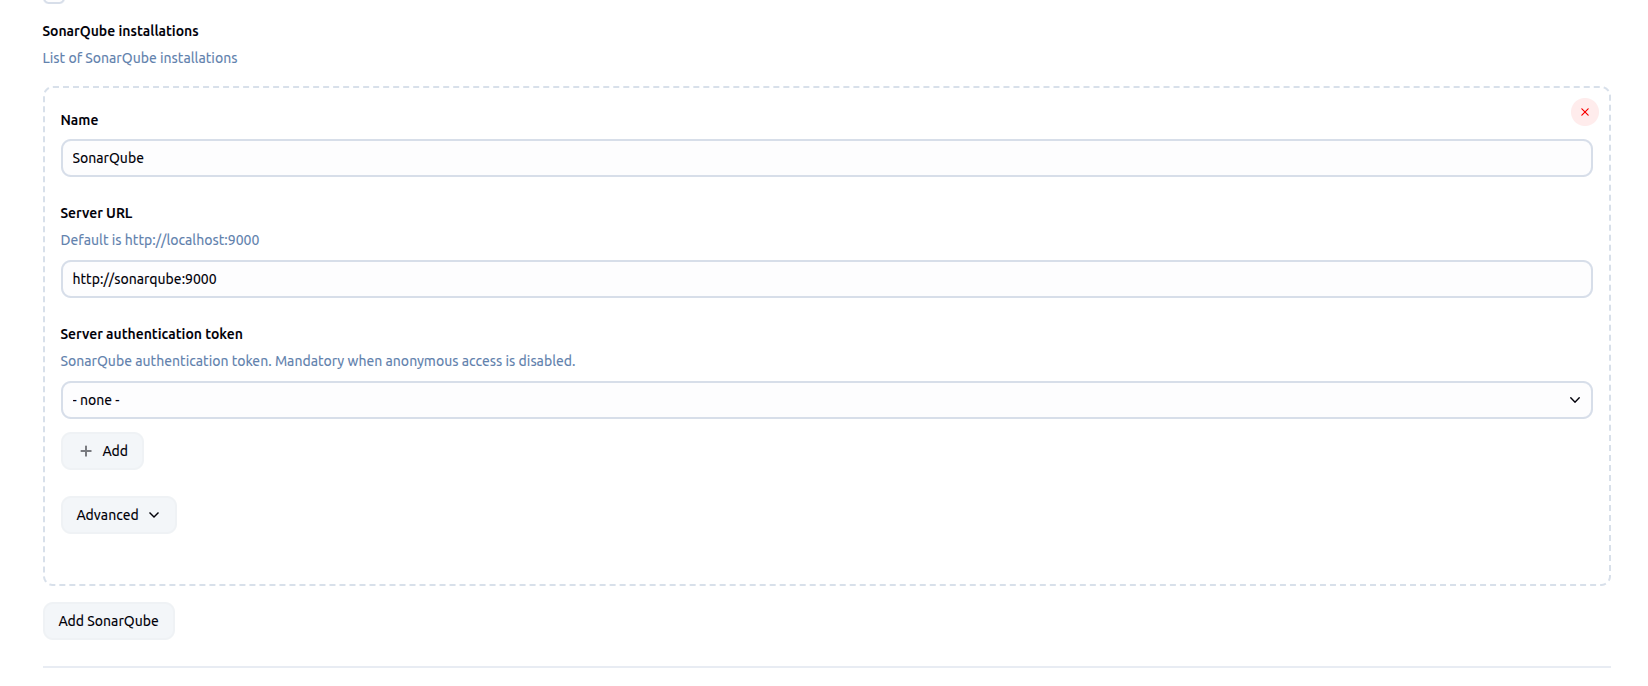 SonarQube installations
List of SonarQube installations
Name
SonarQube
Server URL
Default is http://localhost:9000
http://sonarqube:9000
Server authentication token
SonarQube authentication token. Mandatory when anonymous access is disabled.
- none -
Add
Advanced
Add SonarQube